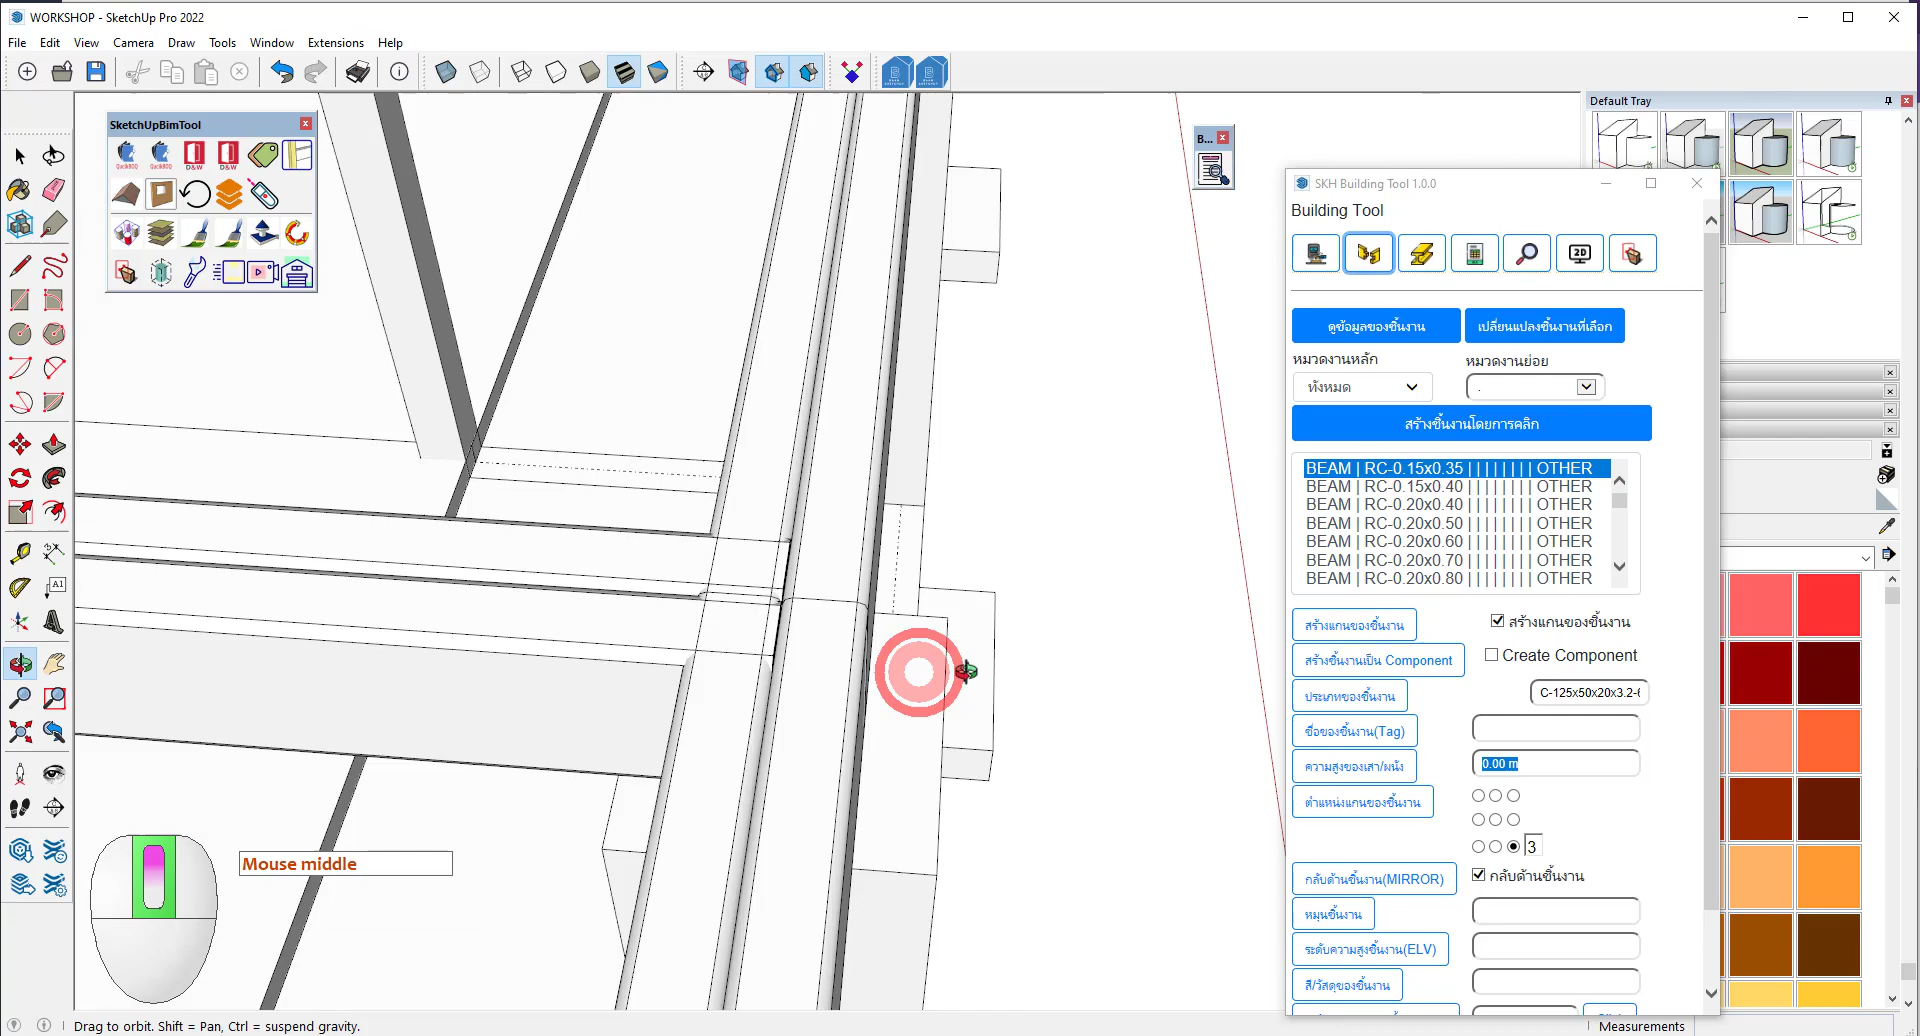 WORKSHOP - SketchUp Pro 2022
File Edit View Camera Draw Tools Window Extensions Help
SketchUpBimTool
B...
Default Tray
SKH Building Tool 1.0.0
Building Tool
2D
ดูข้อมูลของชิ้นงาน
เปลี่ยนแปลงชิ้นงานที่เลือก
หมวดงานหลัก
หมวดงานย่อย
ทั้งหมด
.
สร้างชิ้นงานโดยการคลิก
BEAM | RC-0.15x0.35 | | | | | | | | OTHER
BEAM | RC-0.15x0.40 | | | | | | | | OTHER
BEAM | RC-0.20x0.40 | | | | | | | | OTHER
BEAM | RC-0.20x0.50 | | | | | | | | OTHER
BEAM | RC-0.20x0.60 | | | | | | | | OTHER
BEAM | RC-0.20x0.70 | | | | | | | | OTHER
BEAM | RC-0.20x0.80 | | | | | | | | OTHER
สร้างแกนของชิ้นงาน
สร้างแกนของชิ้นงาน
สร้างชิ้นงานเป็น Component
Create Component
ประเภทของชิ้นงาน
C-125x50x20x3.2-6
ชื่อของชิ้นงาน(Tag)
ความสูงของเสา/ผนัง
0.00 m
ตำแหน่งแกนของชิ้นงาน
3
กลับด้านชิ้นงาน(MIRROR)
กลับด้านชิ้นงาน
หมุนชิ้นงาน
ระดับความสูงชิ้นงาน(ELV)
สี/วัสดุของชิ้นงาน
Mouse middle
A1
Drag to orbit. Shift = Pan, Ctrl = suspend gravity.
Measurements